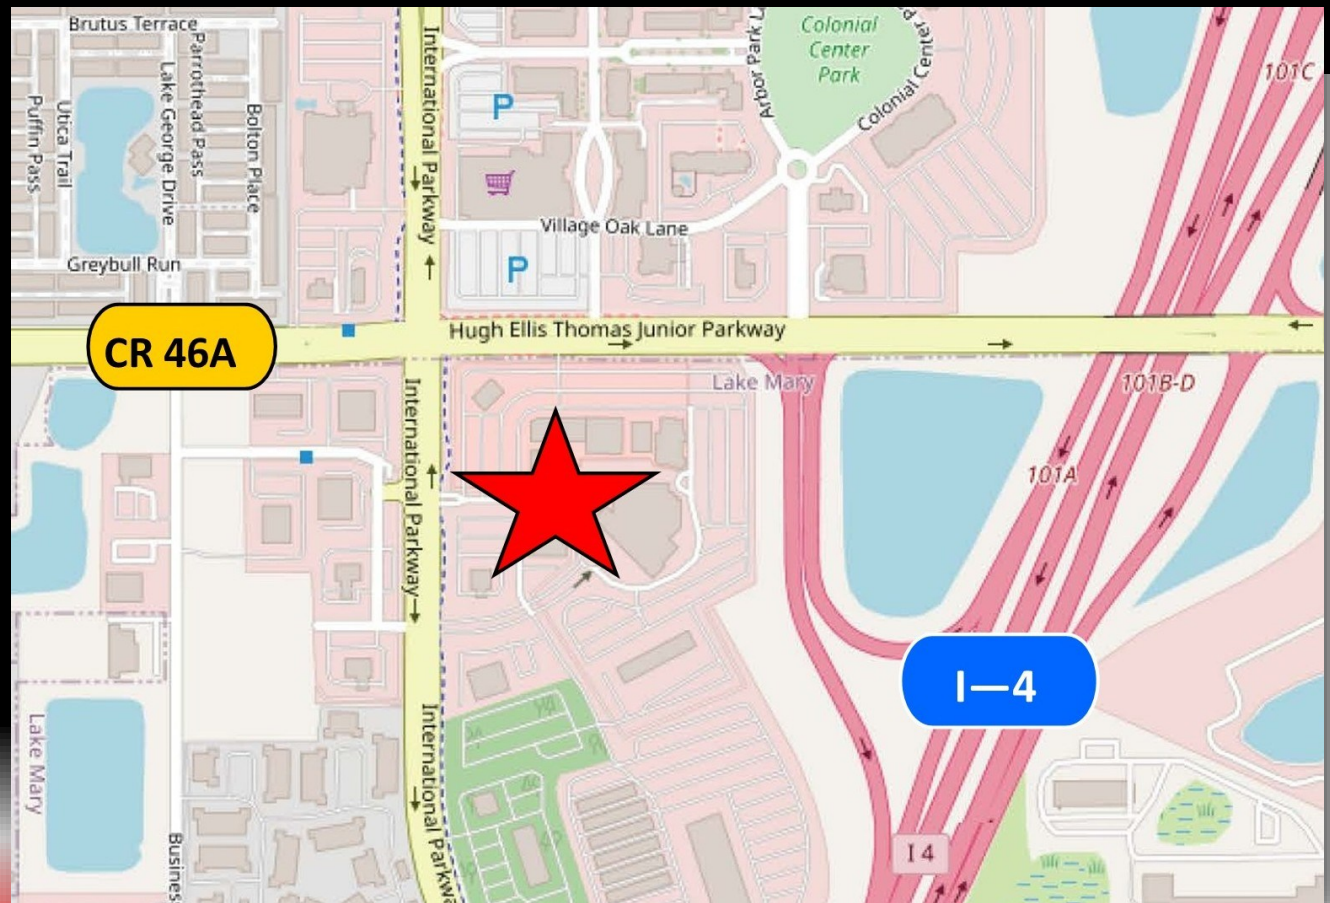 Brutus Terrace
Parrothead Pass
Lake George Drive
Utica Trail
Puffin Pass
Bolton Place
Greybull Run
International Parkway
P
Village Oak Lane
P
Arbor Park L
Colonial
Center
Park
Colonial Center P
101C
CR 46A
Hugh Ellis Thomas Junior Parkway
Lake Mary
101B-D
101A
International Parkway
I—4
International Parkwa
Lake Mary
Busines
I 4